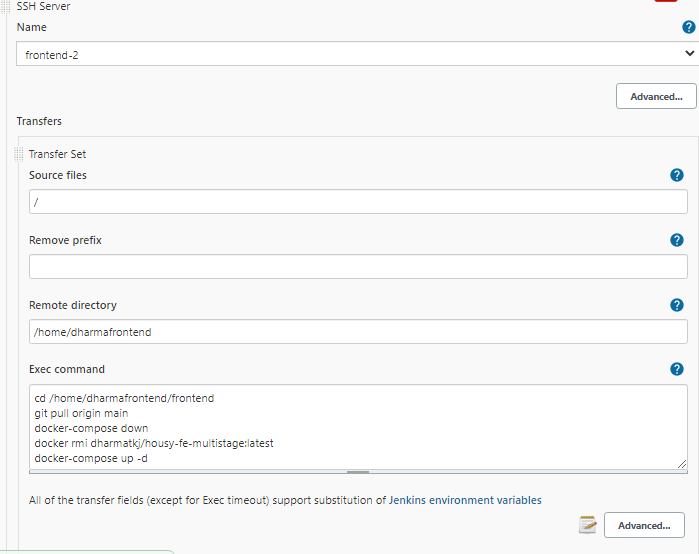 SSH Server
Name
frontend-2
Advanced...
Transfers
Transfer Set
Source files
/
Remove prefix
Remote directory
/home/dharmafrontend
Exec command
cd /home/dharmafrontend/frontend
git pull origin main
docker-compose down
docker rmi dharmatkj/housy-fe-multistage:latest
docker-compose up -d
All of the transfer fields (except for Exec timeout) support substitution of Jenkins environment variables
Advanced...